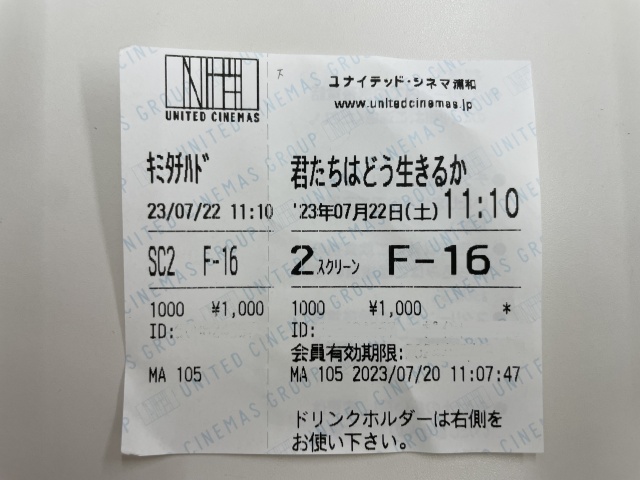 UNITED CINEMAS
ユナイテッド・シネマ浦和
www.unitedcinemas.jp
ｷﾐﾀﾁﾊﾄﾞ
23/07/22 11:10
SC2 F-16
1000 ¥1,000
ID:
MA 105
君たちはどう生きるか
'23年07月22日(土) 11:10
2スクリーン F-16
1000 ¥1,000 *
ID:
会員有効期限:
MA 105 2023/07/20 11:07:47
ドリンクホルダーは右側を
お使い下さい。
UNITED CINEMAS GROUP